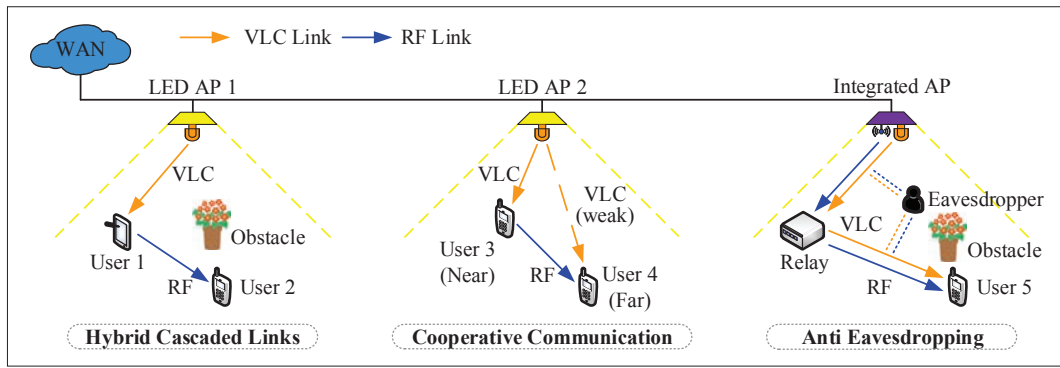 WAN
VLC Link
RF Link
LED AP 1
LED AP 2
Integrated AP
VLC
Obstacle
User 1
RF
User 2
Hybrid Cascaded Links
VLC
VLC
(weak)
User 3
(Near)
RF
User 4
(Far)
Cooperative Communication
Eavesdropper
VLC
Obstacle
Relay
RF
User 5
Anti Eavesdropping